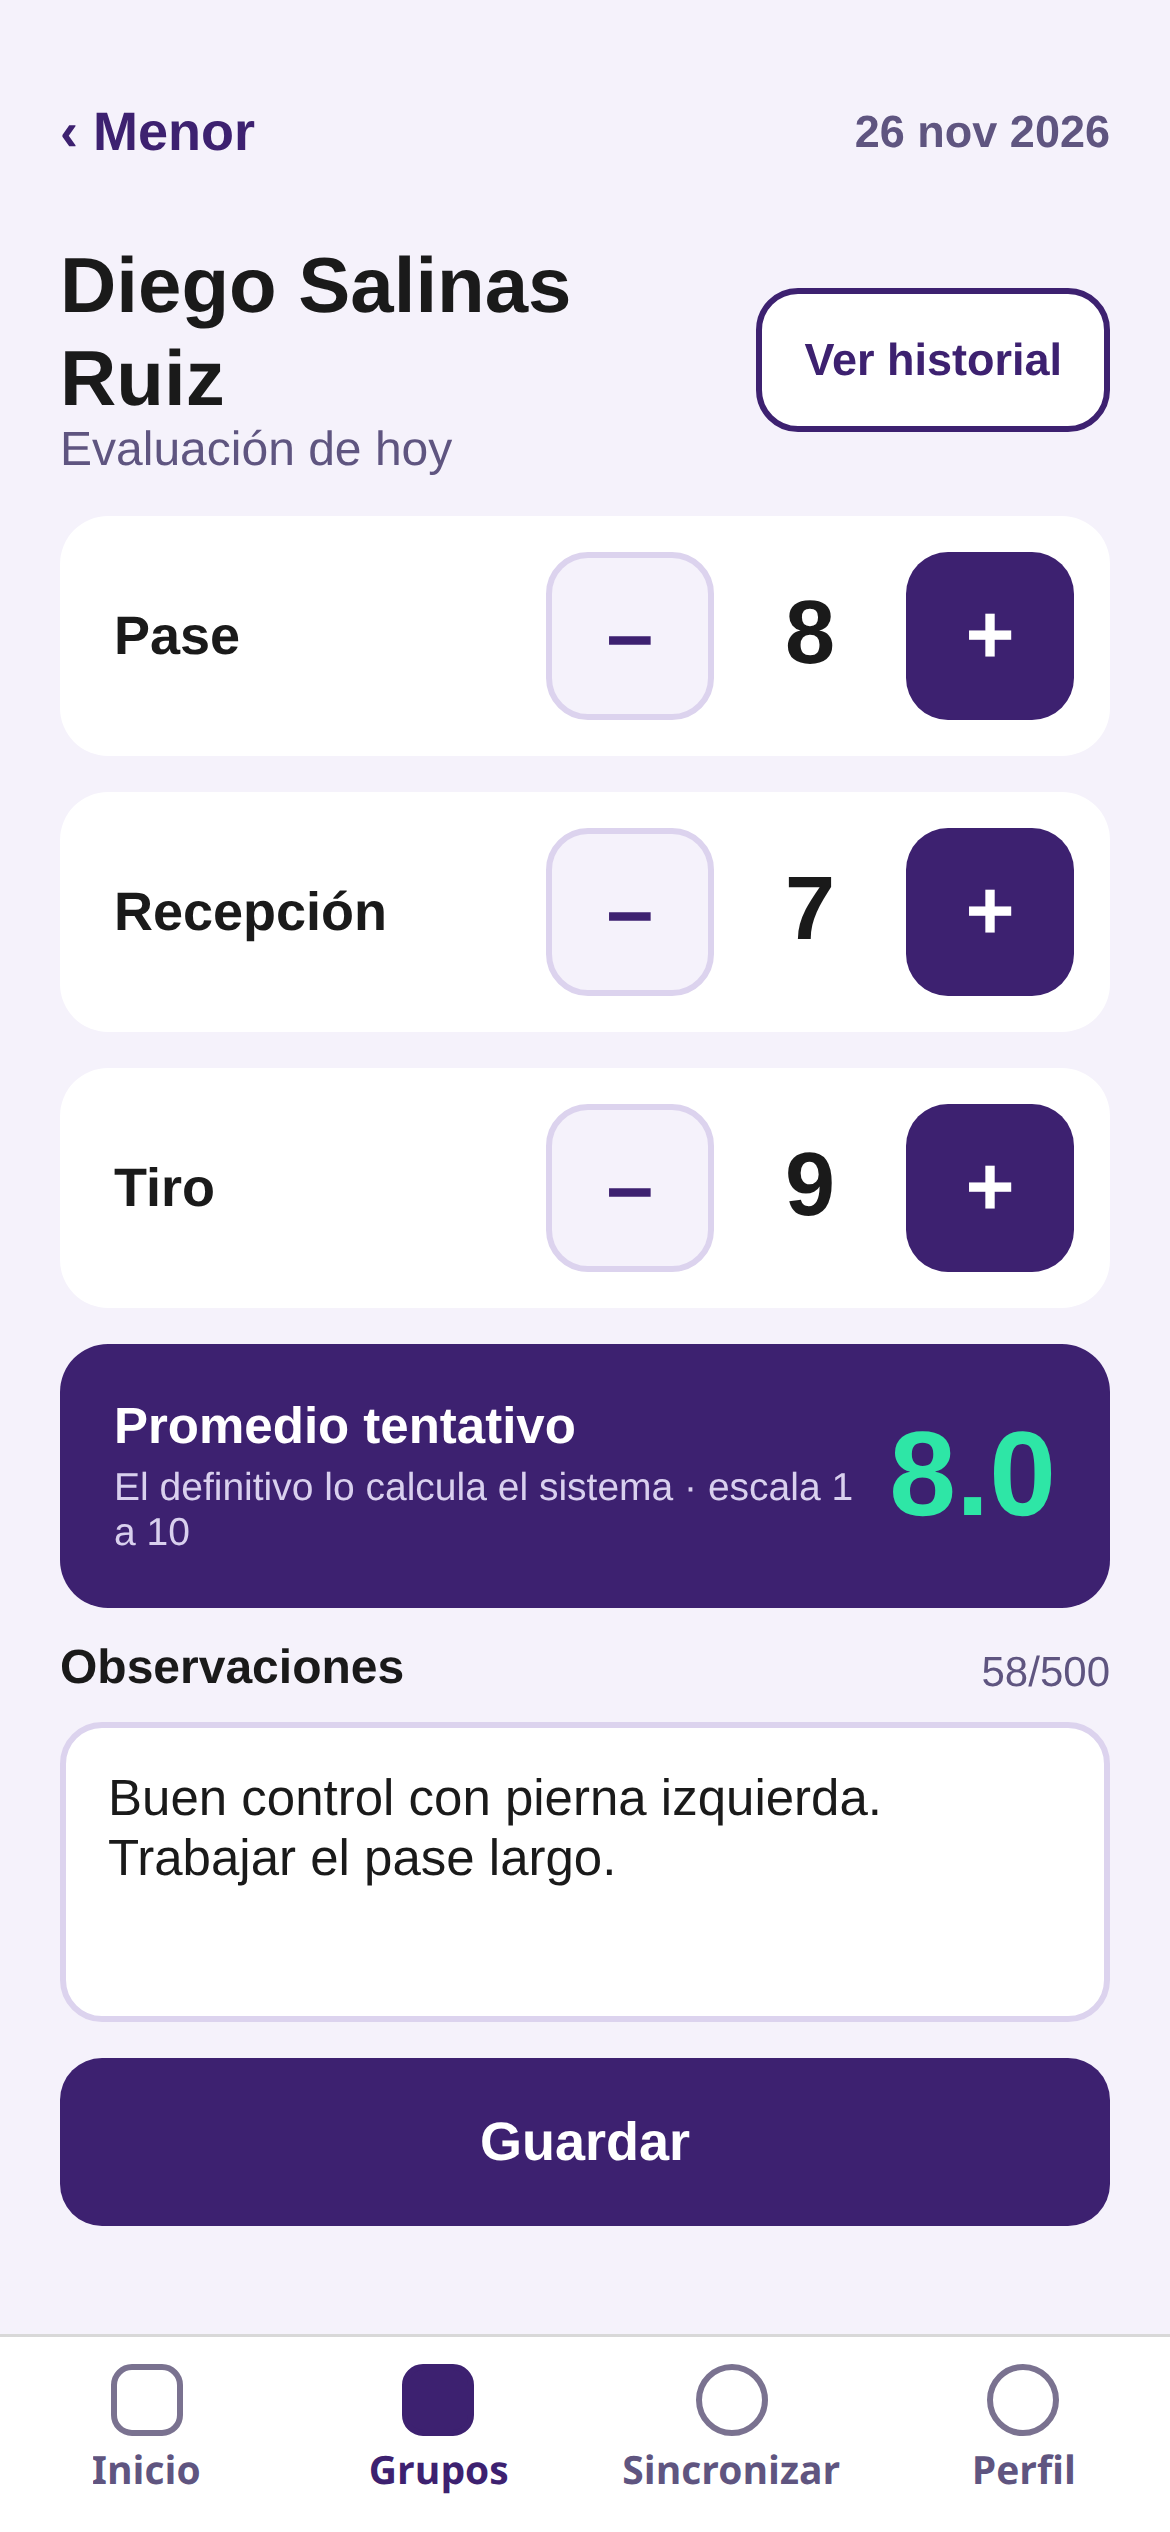 ‹ Menor
26 nov 2026
Diego Salinas
Ruiz
Ver historial
Evaluación de hoy
Pase
–
8
+
Recepción
–
7
+
Tiro
–
9
+
Promedio tentativo
El definitivo lo calcula el sistema · escala 1
a 10
8.0
Observaciones
58/500
Buen control con pierna izquierda.
Trabajar el pase largo.
Guardar
Inicio
Grupos
Sincronizar
Perfil